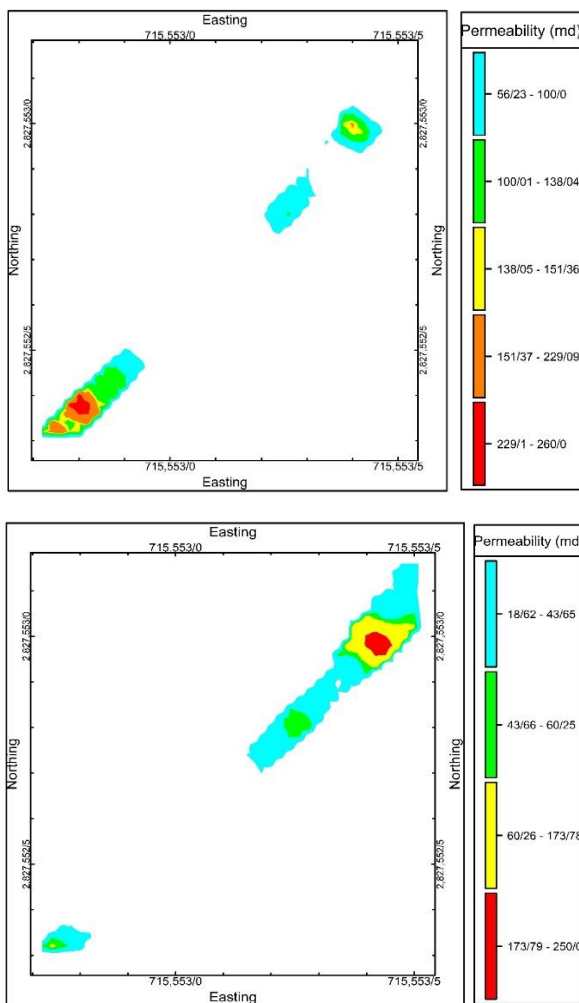 Easting
715,553/0
715,553/5
Permeability (md)
2,827,553/0
2,827,553/0
56/23 - 100/0
100/01 - 138/04
Northing
Northing
138/05 - 151/36
2,827,552/5
2,827,552/5
151/37 - 229/09
229/1 - 260/0
715,553/0
715,553/5
Easting
Easting
715,553/0
715,553/5
Permeability (md
2,827,553/0
2,827,553/0
18/62 - 43/65
43/66 - 60/25
Northing
Northing
60/26 - 173/78
2,827,552/5
2,827,552/5
173/79 - 250/0
715,553/0
715,553/5
Easting